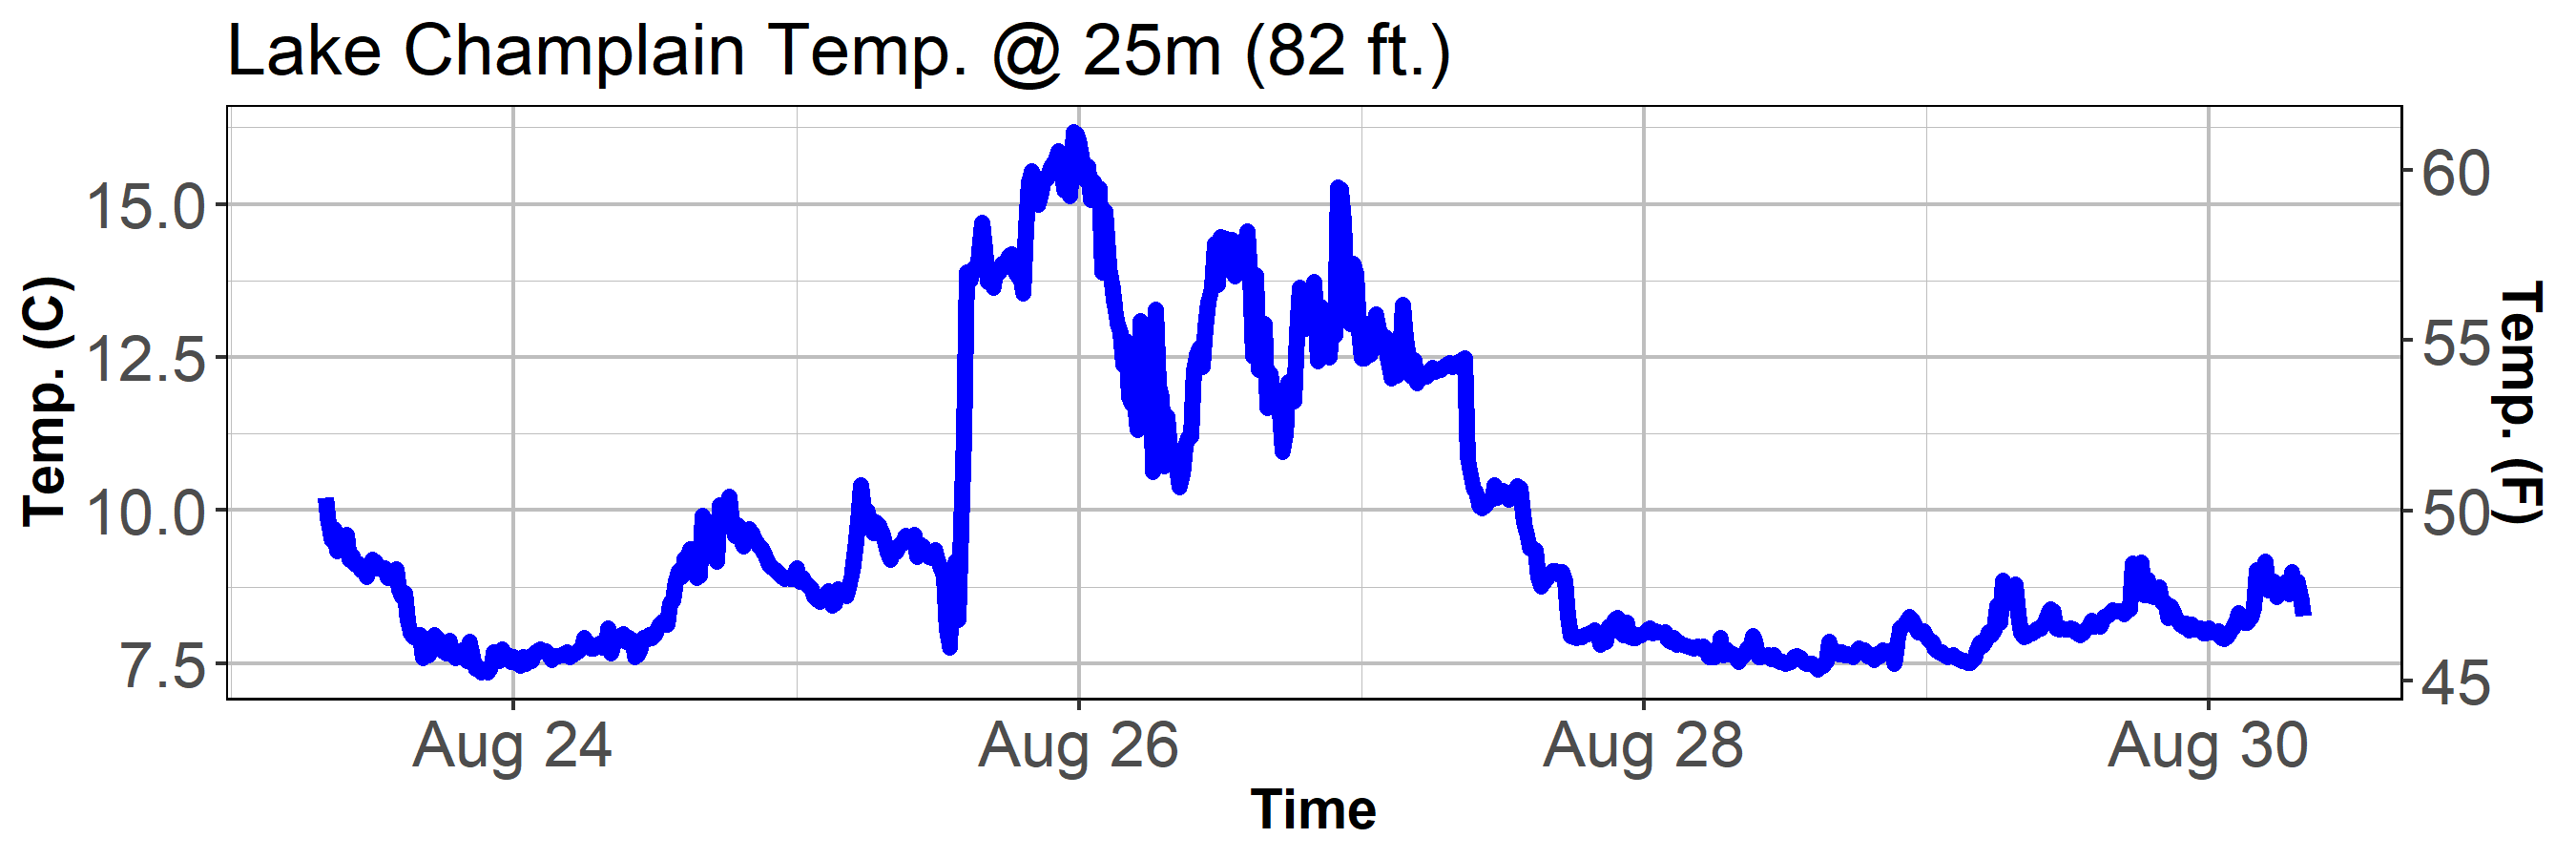 Lake Champlain Temp. @ 25m (82 ft.)
Temp. (C)
15.0
12.5
10.0
7.5
60
55
50
45
Temp. (F)
Aug 24 Aug 26 Aug 28 Aug 30
Time